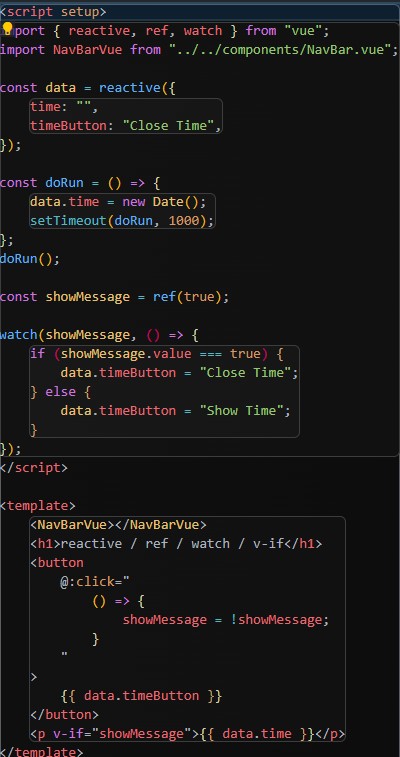 <script setup>
import { reactive, ref, watch } from "vue";
import NavBarVue from "../../components/NavBar.vue";
const data = reactive({
time: "",
timeButton: "Close Time",
});
const doRun = () => {
data.time = new Date();
setTimeout(doRun, 1000);
};
doRun();
const showMessage = ref(true);
watch(showMessage, () => {
if (showMessage.value === true) {
data.timeButton = "Close Time";
} else {
data.timeButton = "Show Time";
}
});
</script>
<template>
<NavBarVue></NavBarVue>
<h1>reactive / ref / watch / v-if</h1>
<button
@:click="
() => {
showMessage = !showMessage;
}
"
>
{{ data.timeButton }}
</button>
<p v-if="showMessage">{{ data.time }}</p>
</template>